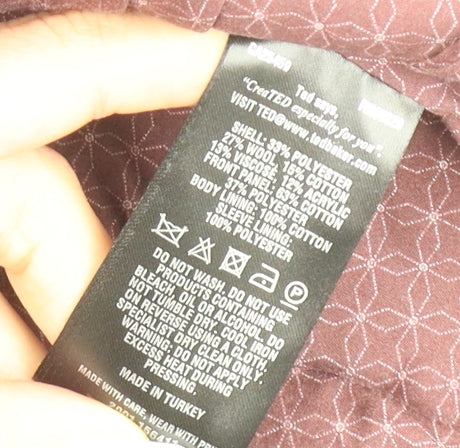 Ted says,
"CreaTED especially for you".
VISIT TED@www.tedbaker.com
SHELL: 33% POLYESTER
27% WOOL, 15% COTTON
13% VISCOSE, 12% ACRYLIC
FRONT PANEL: 63% COTTON
37% POLYESTER
BODY LINING: 100% COTTON
SLEEVE LINING:
100% POLYESTER
P
DO NOT WASH. DO NOT USE
PRODUCTS CONTAINING
BLEACH, OIL OR ALCOHOL. DO
NOT TUMBLE DRY. COOL IRON
ON REVERSE USING A CLOTH.
SPECIALIST DRY CLEAN ONLY.
WARNING: DO NOT APPLY
EXCESS HEAT DURING
PRESSING.
MADE IN TURKEY
MADE WITH CARE, WEAR WITH